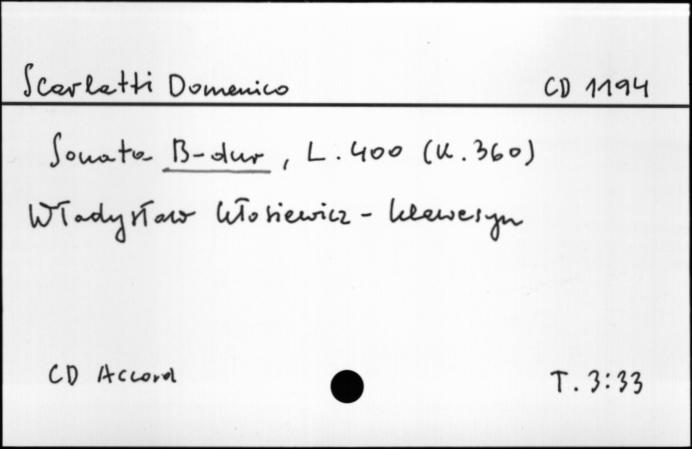 Scarlatti Domenico CD 1194
Sonata B-dur, L. 400 (K. 360)
Władysław Kłosiewicz - klawesyn
CD Accord T. 3:33